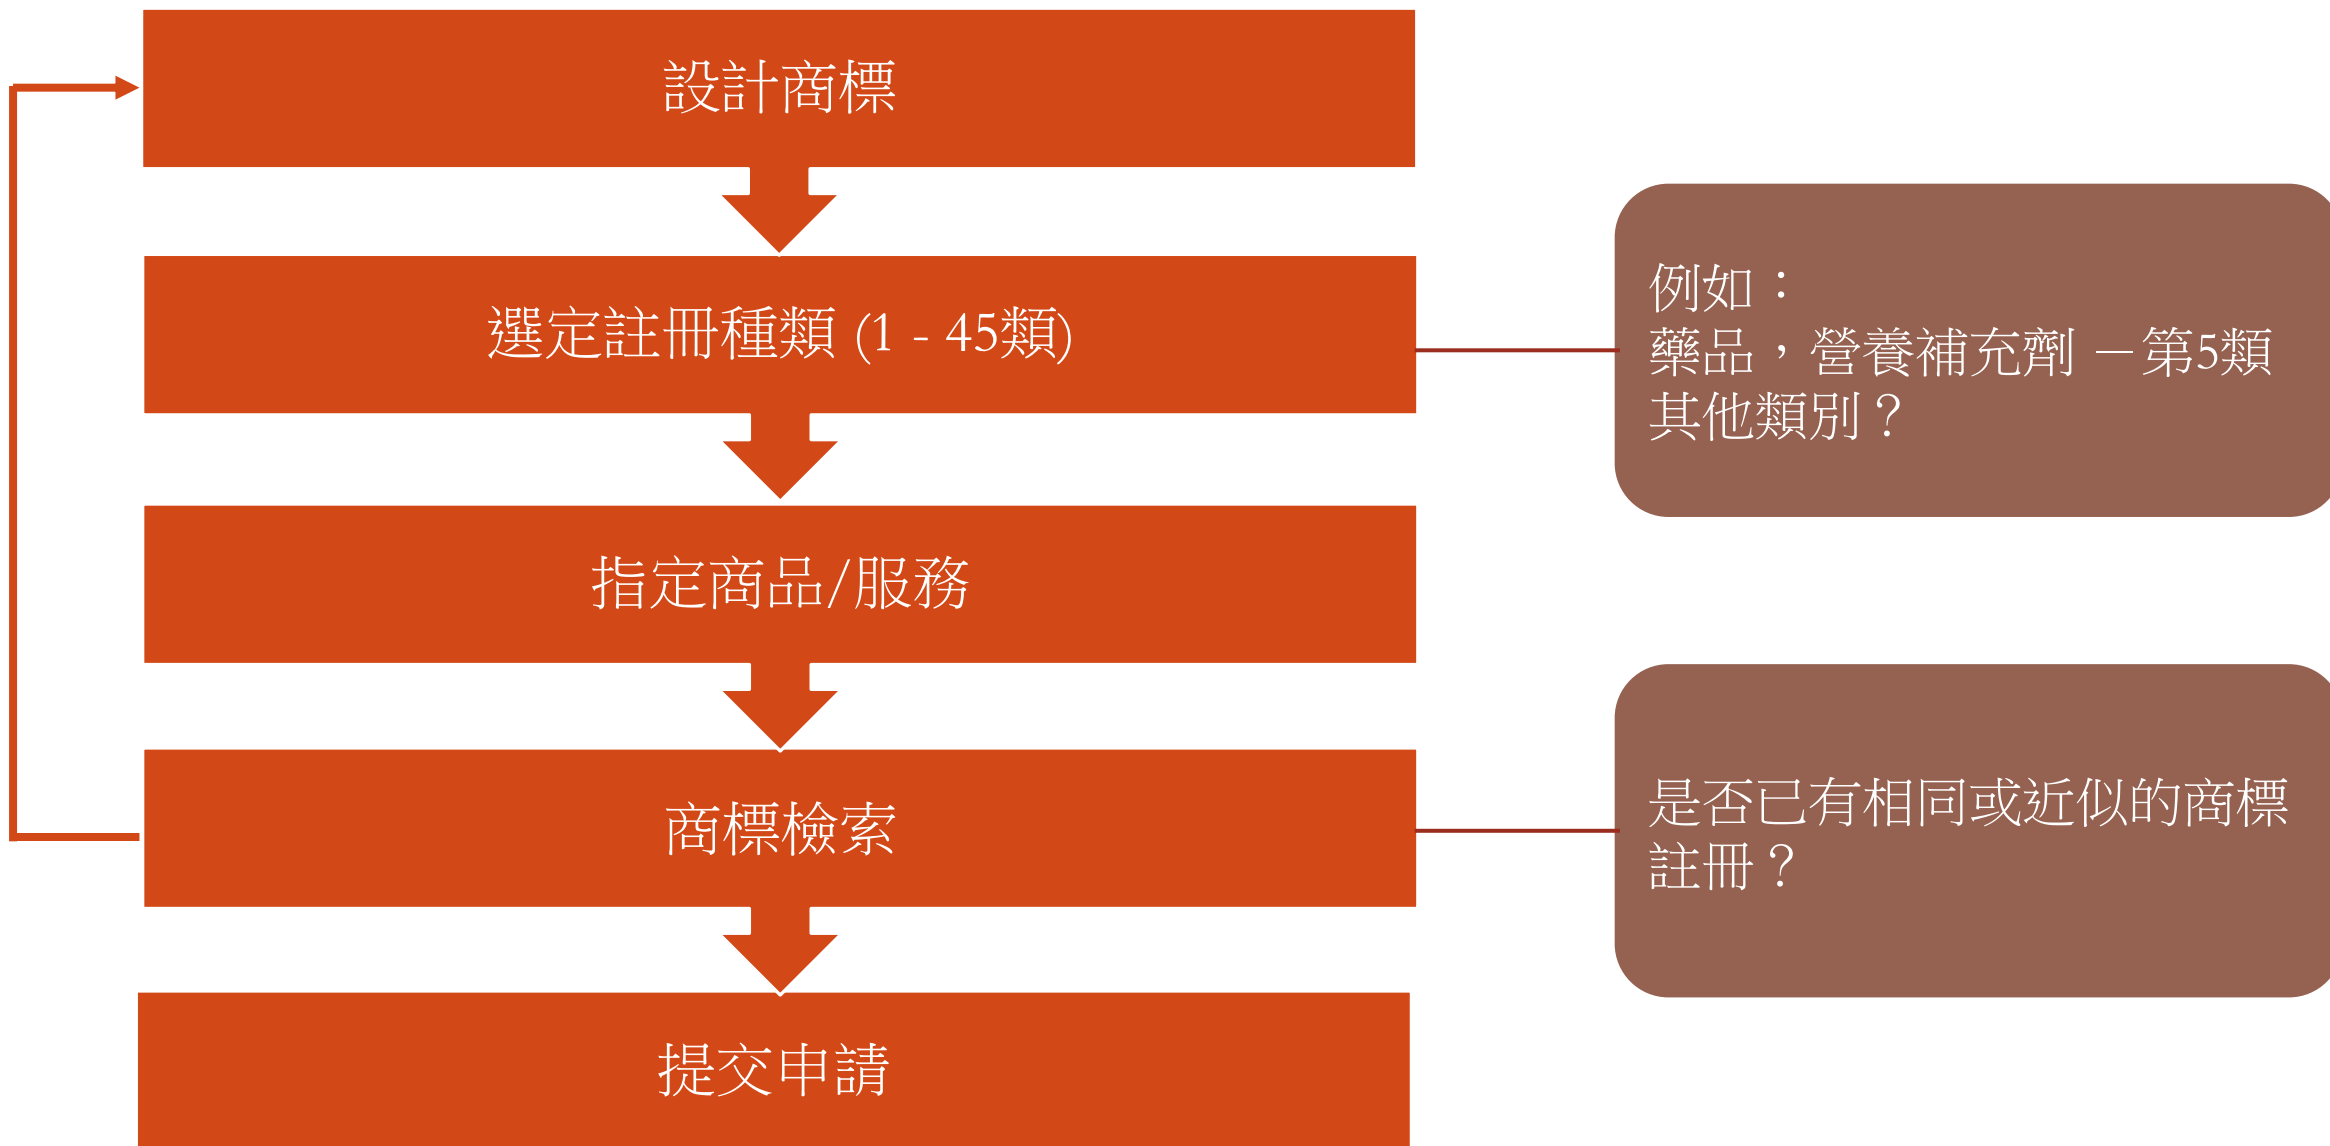 設計商標
選定註冊種類 (1 - 45類)
例如：
藥品，營養補充劑 – 第5類
其他類別？
指定商品/服務
商標檢索
是否已有相同或近似的商標
註冊？
提交申請